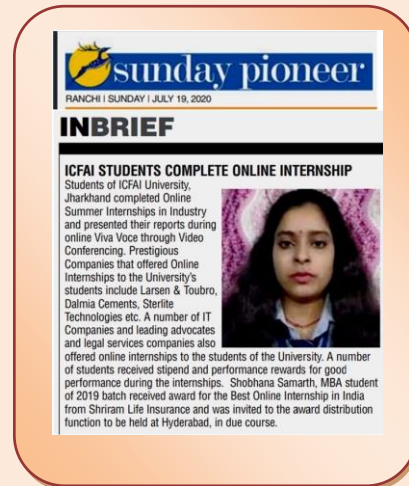 sunday pioneer
RANCHI | SUNDAY | JULY 19, 2020
INBRIEF
ICFAI STUDENTS COMPLETE ONLINE INTERNSHIP
Students of ICFAI University,
Jharkhand completed Online
Summer Internships in Industry
and presented their reports during
online Viva Voce through Video
Conferencing. Prestigious
Companies that offered Online
Internships to the University's
students include Larsen & Toubro,
Dalmia Cements, Sterlite
Technologies etc. A number of IT
Companies and leading advocates
and legal services companies also
offered online internships to the students of the University. A number
of students received stipend and performance rewards for good
performance during the internships. Shobhana Samarth, MBA student
of 2019 batch received award for the Best Online Internship in India
from Shriram Life Insurance and was invited to the award distribution
function to be held at Hyderabad, in due course.